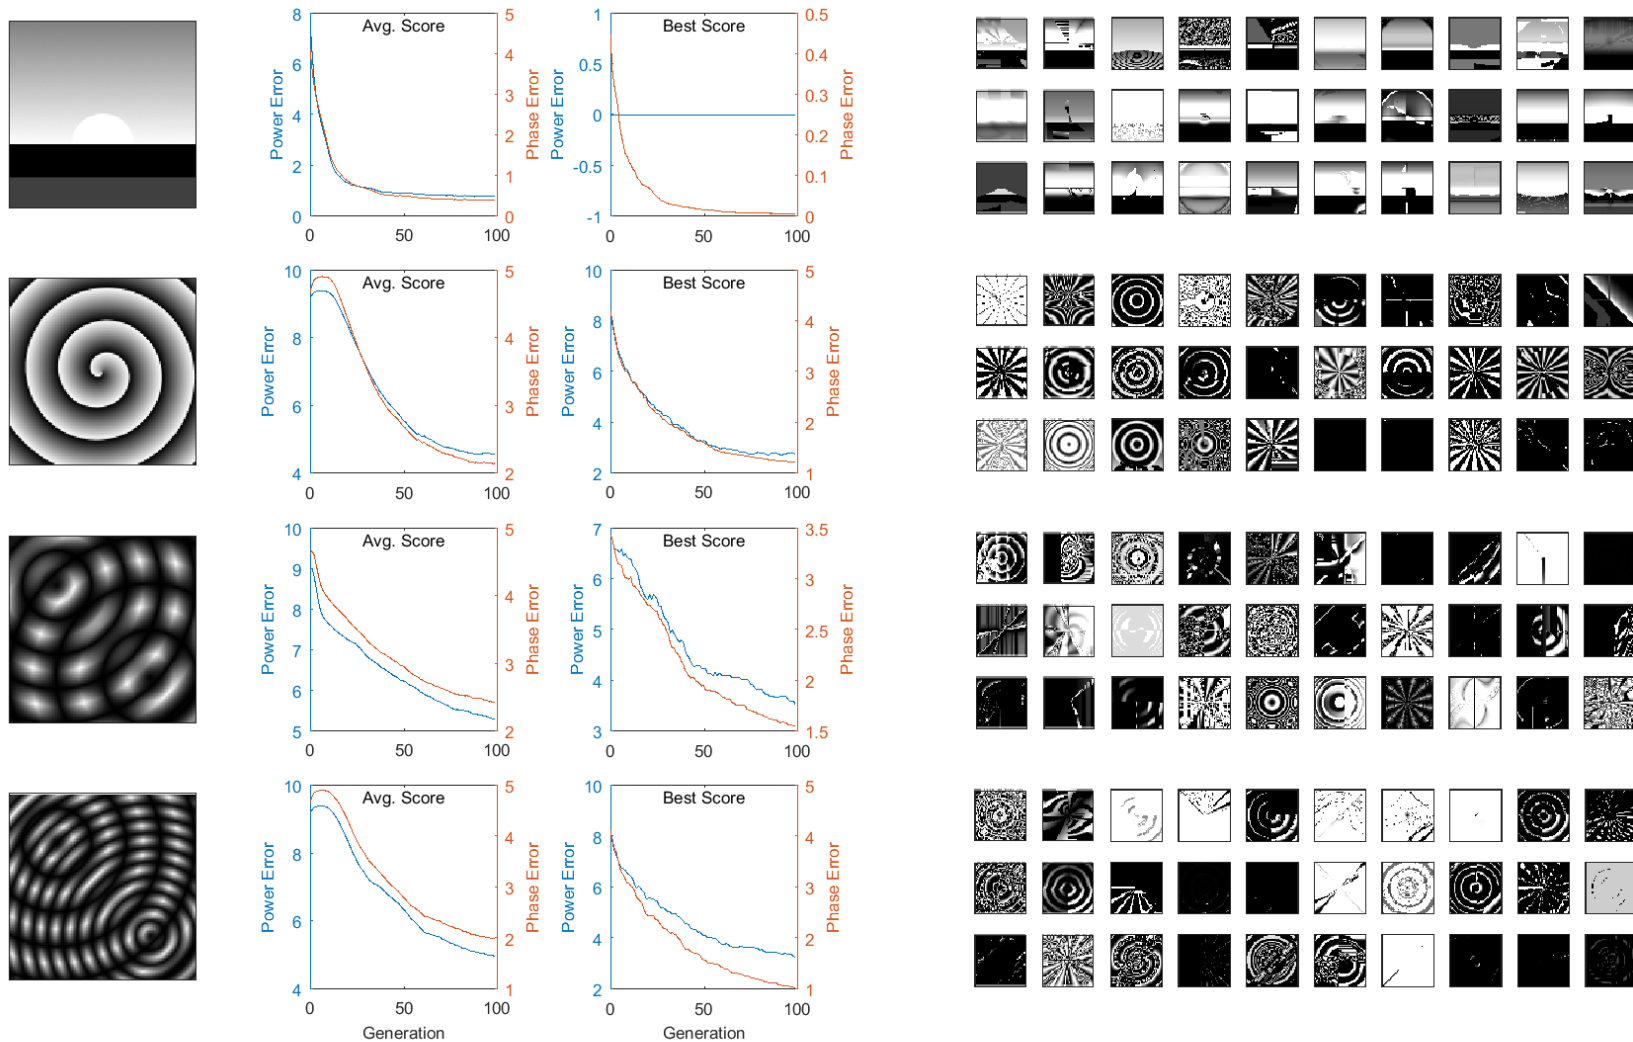 Avg. Score
Power Error
Phase Error
8
6
4
2
0
5
4
3
2
1
0
0 50 100
Best Score
Power Error
Phase Error
1
0.5
0
-0.5
-1
0.5
0.4
0.3
0.2
0.1
0
0 50 100
Avg. Score
Power Error
Phase Error
10
8
6
4
5
4
3
2
0 50 100
Best Score
Power Error
Phase Error
10
8
6
4
2
5
4
3
2
1
0 50 100
Avg. Score
Power Error
Phase Error
10
9
8
7
6
5
5
4
3
2
0 50 100
Best Score
Power Error
Phase Error
7
6
5
4
3
3.5
3
2.5
2
1.5
0 50 100
Avg. Score
Power Error
Phase Error
10
8
6
4
5
4
3
2
1
0 50 100
Generation
Best Score
Power Error
Phase Error
10
8
6
4
2
5
4
3
2
1
0 50 100
Generation